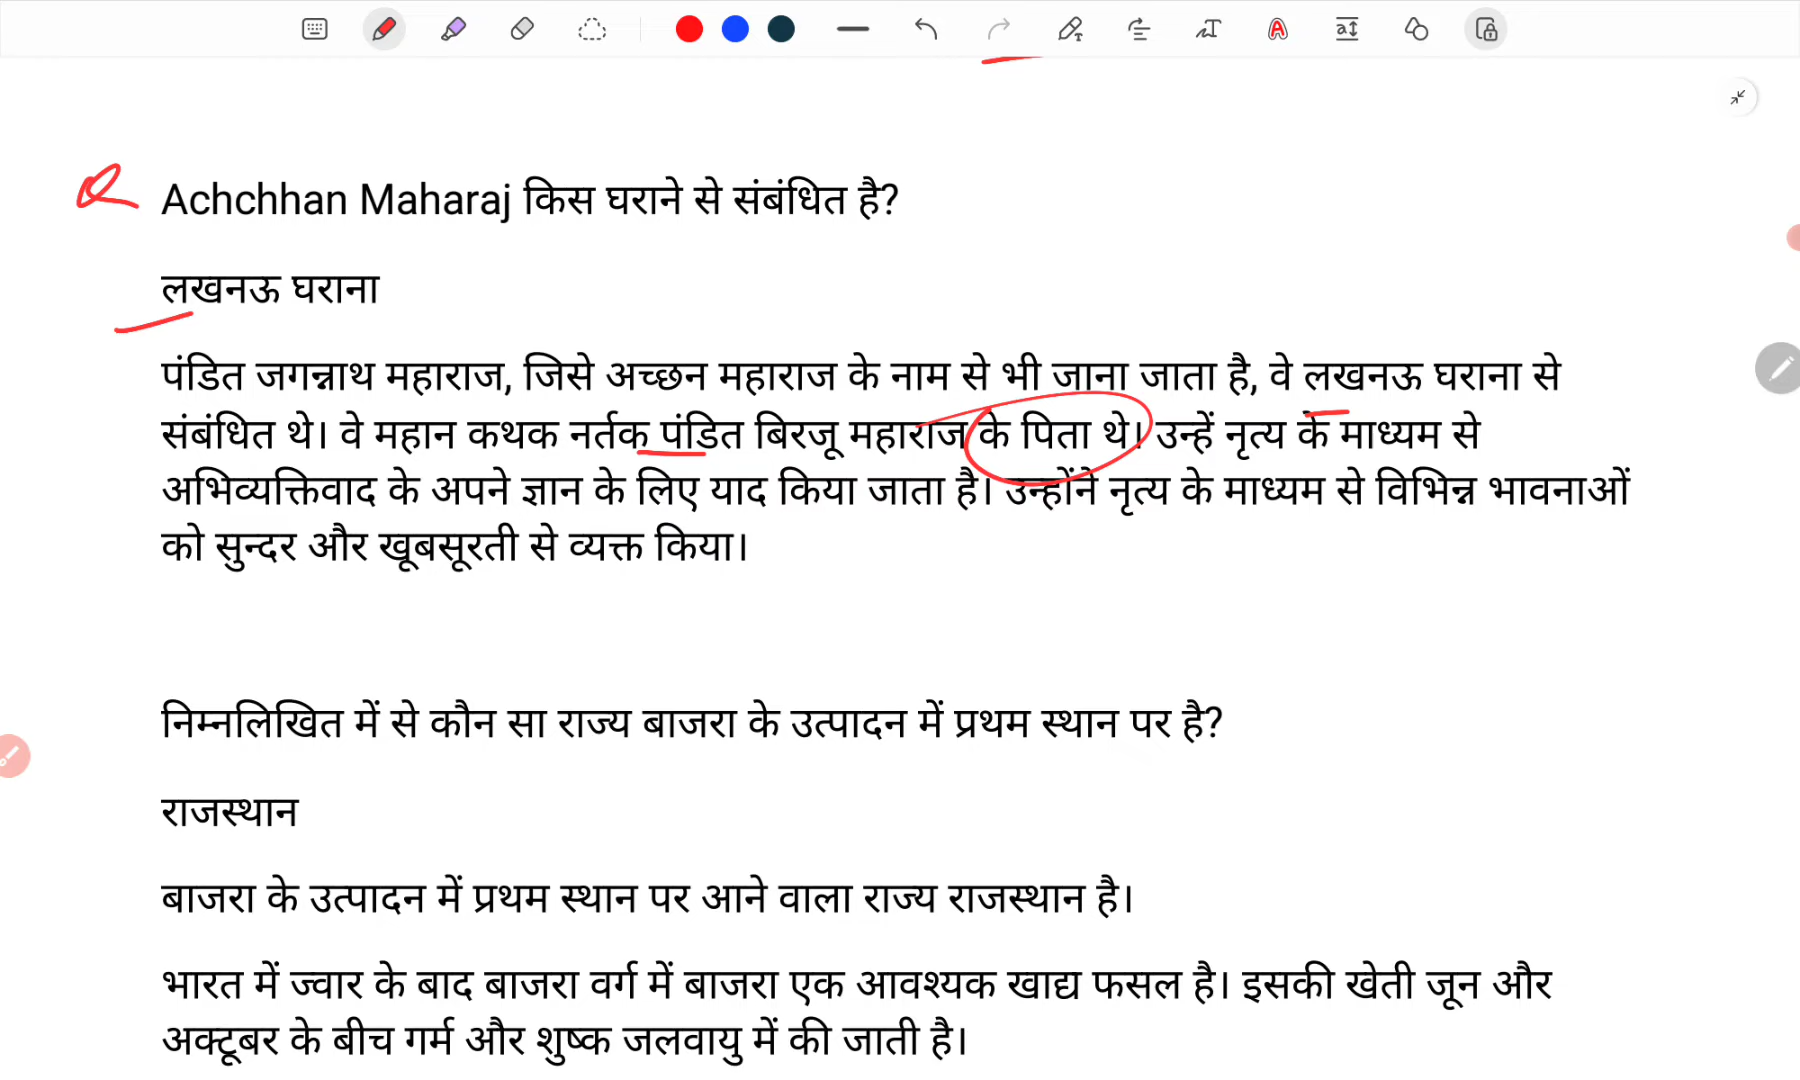 Achchhan Maharaj किस घराने से संबंधित है?
लखनऊ घराना
पंडित जगन्नाथ महाराज, जिसे अच्छन महाराज के नाम से भी जाना जाता है, वे लखनऊ घराना से
संबंधित थे। वे महान कथक नर्तक पंडित बिरजू महाराज के पिता थे। उन्हें नृत्य के माध्यम से
अभिव्यक्तिवाद के अपने ज्ञान के लिए याद किया जाता है। उन्होंने नृत्य के माध्यम से विभिन्न भावनाओं
को सुन्दर और खूबसूरती से व्यक्त किया।
निम्नलिखित में से कौन सा राज्य बाजरा के उत्पादन में प्रथम स्थान पर है?
राजस्थान
बाजरा के उत्पादन में प्रथम स्थान पर आने वाला राज्य राजस्थान है।
भारत में ज्वार के बाद बाजरा वर्ग में बाजरा एक आवश्यक खाद्य फसल है। इसकी खेती जून और
अक्टूबर के बीच गर्म और शुष्क जलवायु में की जाती है।